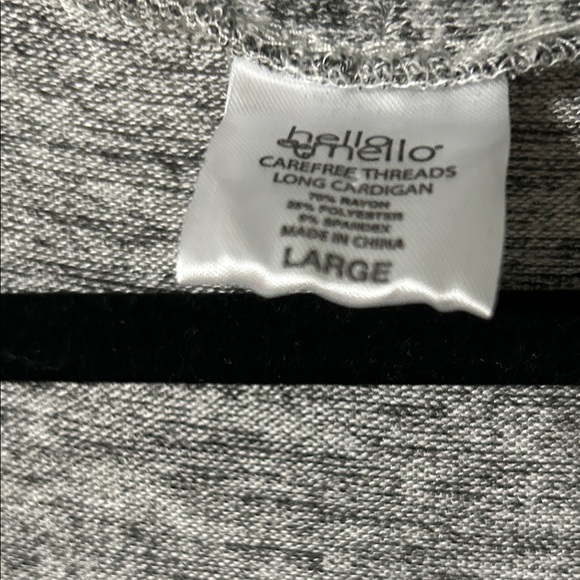 hello
mello
CAREFREE THREADS
LONG CARDIGAN
70% RAYON
25% POLYESTER
5% SPANDEX
MADE IN CHINA
LARGE